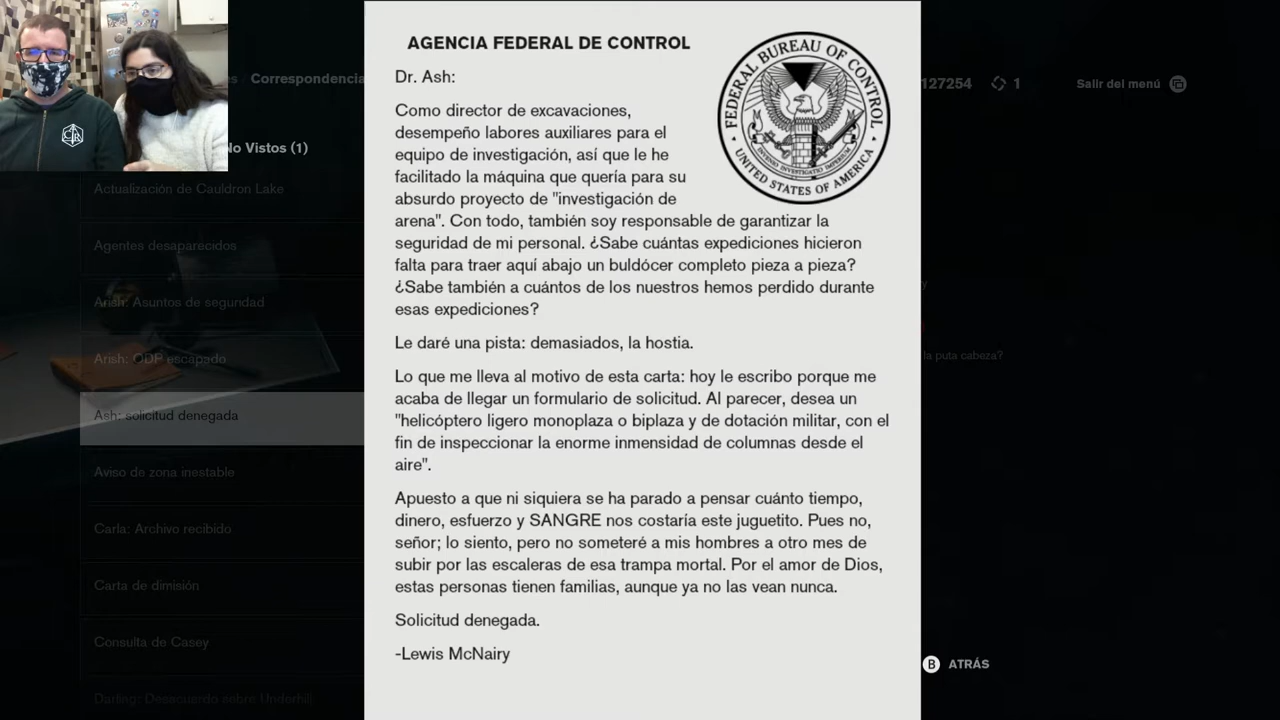 AGENCIA FEDERAL DE CONTROL
Dr. Ash:
Como director de excavaciones,
desempeño labores auxiliares para el
equipo de investigación, así que le he
facilitado la máquina que quería para su
absurdo proyecto de "investigación de
arena". Con todo, también soy responsable de garantizar la
seguridad de mi personal. ¿Sabe cuántas expediciones hicieron
falta para traer aquí abajo un buldócer completo pieza a pieza?
¿Sabe también a cuántos de los nuestros hemos perdido durante
esas expediciones?
Le daré una pista: demasiados, la hostia.
Lo que me lleva al motivo de esta carta: hoy le escribo porque me
acaba de llegar un formulario de solicitud. Al parecer, desea un
"helicóptero ligero monoplaza o biplaza y de dotación militar, con el
fin de inspeccionar la enorme inmensidad de columnas desde el
aire".
Apuesto a que ni siquiera se ha parado a pensar cuánto tiempo,
dinero, esfuerzo y SANGRE nos costaría este juguetito. Pues no,
señor; lo siento, pero no someteré a mis hombres a otro mes de
subir por las escaleras de esa trampa mortal. Por el amor de Dios,
estas personas tienen familias, aunque ya no las vean nunca.
Solicitud denegada.
-Lewis McNairy
FEDERAL BUREAU OF CONTROL
UNITED STATES OF AMERICA
Correspondencia
127254
1
Salir del menú
No Vistos (1)
Actualización de Cauldron Lake
Agentes desaparecidos
Arish: Asuntos de seguridad
Arish: ODP escapado
Ash: solicitud denegada
Aviso de zona inestable
Carla: Archivo recibido
Carta de dimisión
Consulta de Casey
Darling: Desacuerdo sobre Underhill
la puta cabeza?
B ATRÁS